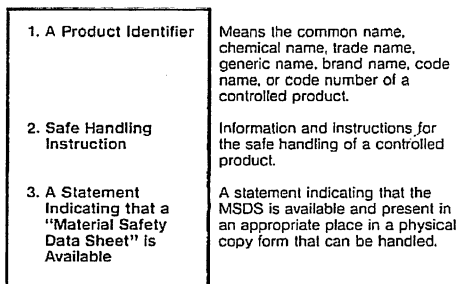 1. A Product Identifier
Means the common name,
chemical name, trade name,
generic name, brand name, code
name, or code number of a
controlled product.
2. Safe Handling
Instruction
Information and instructions for
the safe handling of a controlled
product.
3. A Statement
Indicating that a
"Material Safety
Data Sheet" is
Available
A statement indicating that the
MSDS is available and present in
an appropriate place in a physical
copy form that can be handled.